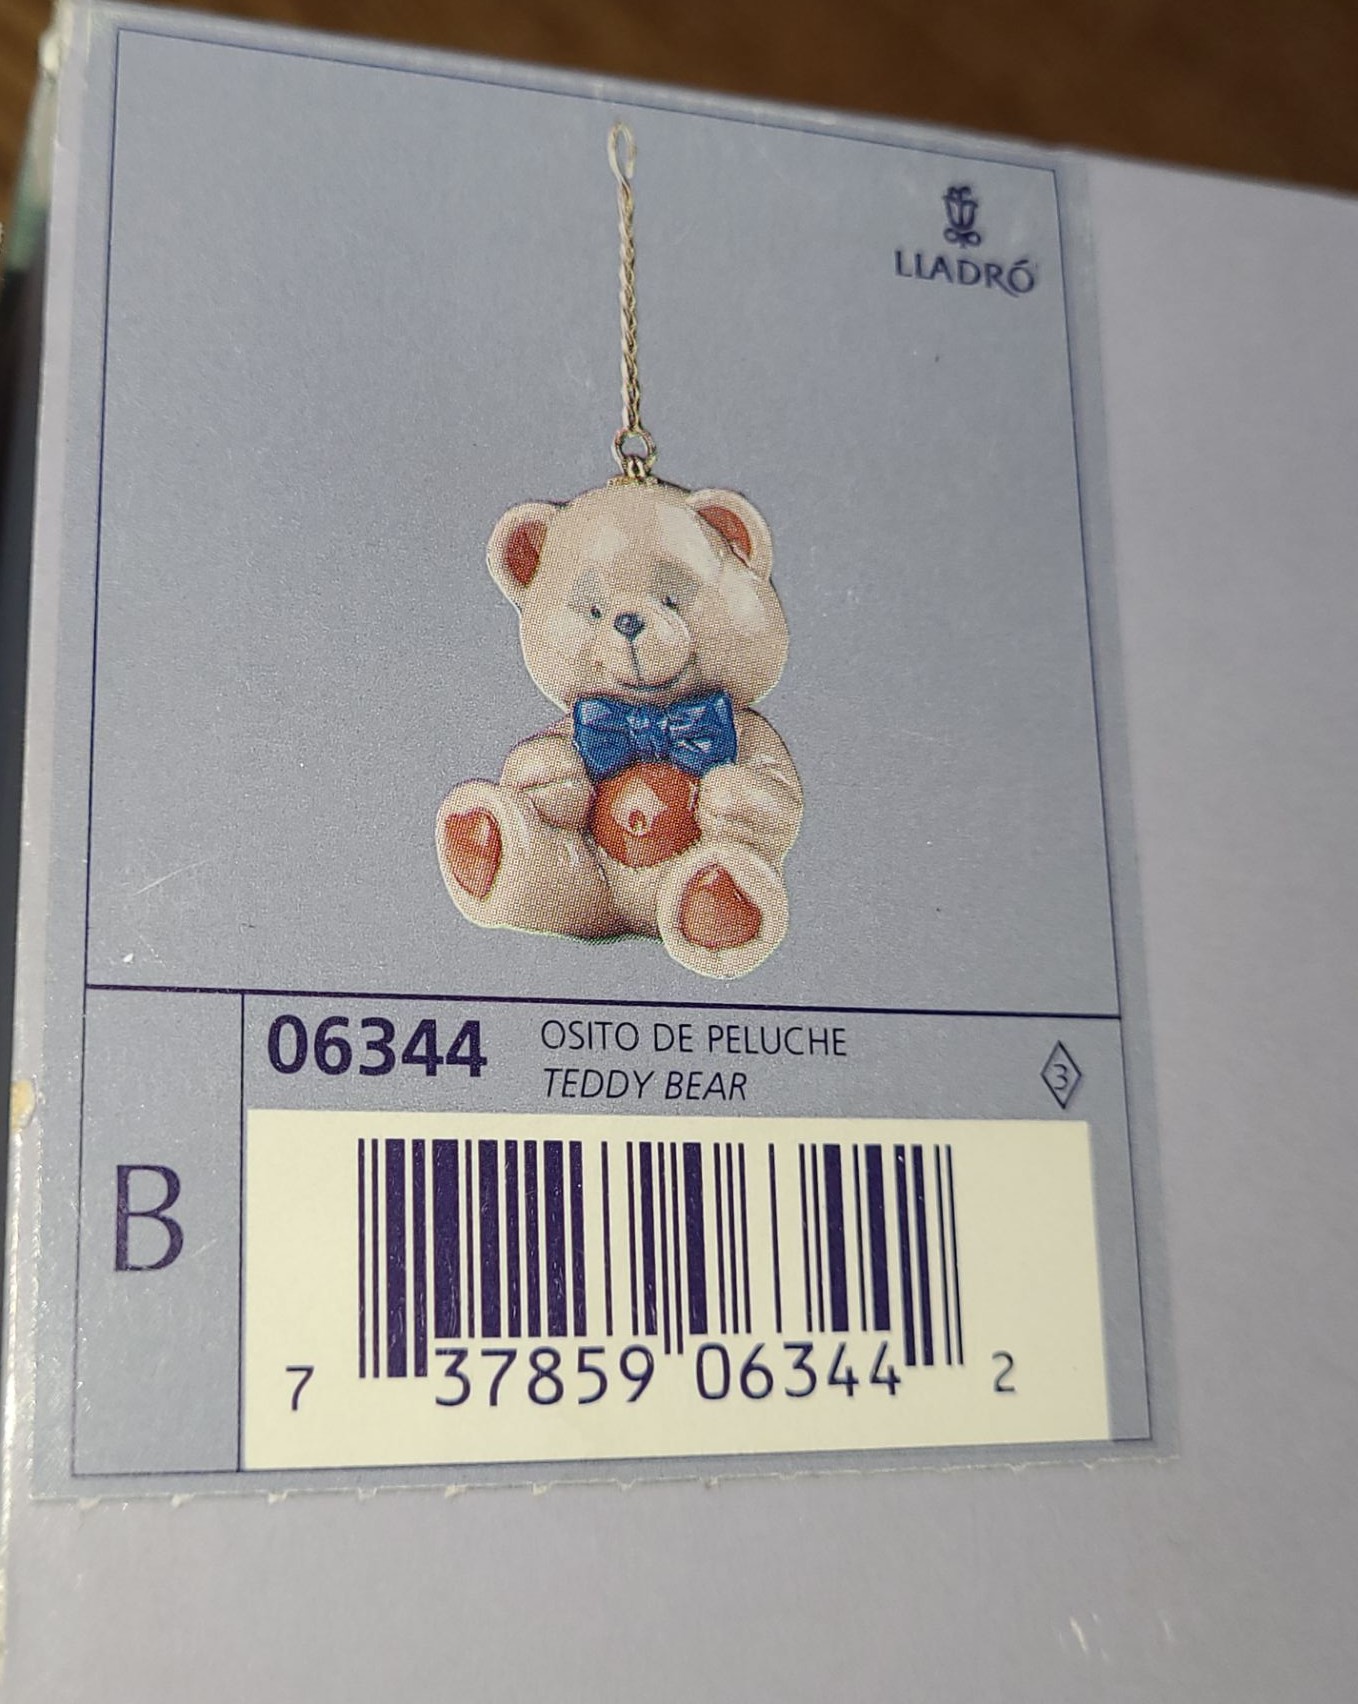 LLADRÓ
06344 OSITO DE PELUCHE
TEDDY BEAR
3
B
7 37859 06344 2